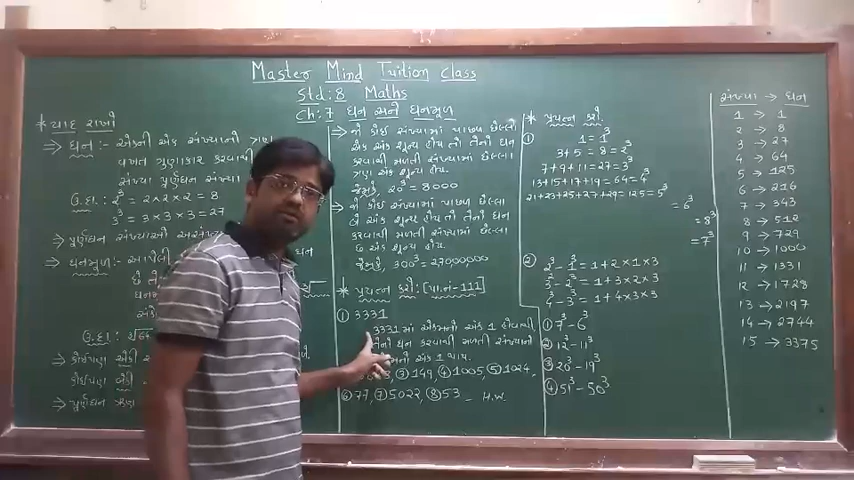 Master Mind Tuition Class
Std:8 Maths
Ch:7 ઘન અને ઘનમૂળ
* યાદ રાખો
⇒ ઘન :- એકની એક સંખ્યાનો ત્રણ
વખત ગુણાકાર કરવાથી
સંખ્યા પૂર્ણઘન સંખ્યા
ઉ.દા.: 2³ = 2×2×2 = 8
3³ = 3×3×3 = 27
⇒ પૂર્ણઘન સંખ્યાઓ
ઘન
⇒ ઘનમૂળ:- આપેલી
ઉ.દા: ∛64
⇒ કોઈપણ એકી
કોઈપણ
⇒ પૂર્ણઘન
⇒ જો કોઈ સંખ્યામાં પાછળ છેલ્લો
એક શૂન્ય હોય તો તેનો ઘન
કરવાથી મળતી સંખ્યામાં છેલ્લા
ત્રણ શૂન્ય હોય.
જેમકે, 20³ = 8000
⇒ જો કોઈ સંખ્યામાં પાછળ છેલ્લા
બે અંક શૂન્ય હોય તો તેનો ઘન
કરવાથી મળતી સંખ્યામાં છેલ્લા
છ અંક શૂન્ય હોય.
જેમકે, 300³ = 270,00,000
* પ્રયત્ન કરો: [પા.નં-111]
① 3331
3331માં એકમનો અંક 1 હોવાથી
તેનો ઘન કરવાથી મળતી સંખ્યાનો
અંક 1 થાય.
③ 149, ④ 1005, ⑤ 1024,
⑥ 77, ⑦ 5022, ⑧ 53 - H.W.
* પ્રયત્ન કરો.
① 1 = 1³
3+5 = 8 = 2³
7+9+11 = 27 = 3³
13+15+17+19 = 64 = 4³
21+23+25+27+29 = 125 = 5³
= 6³
= 8³
= 7³
② 2³-1³ = 1+2×1×3
3³-2³ = 1+3×2×3
4³-3³ = 1+4×3×3
① 7³-6³
② 12³-11³
③ 20³-19³
④ 51³-50³
સંખ્યા → ઘન
1 → 1
2 → 8
3 → 27
4 → 64
5 → 125
6 → 216
7 → 343
8 → 512
9 → 729
10 → 1000
11 → 1331
12 → 1728
13 → 2197
14 → 2744
15 → 3375